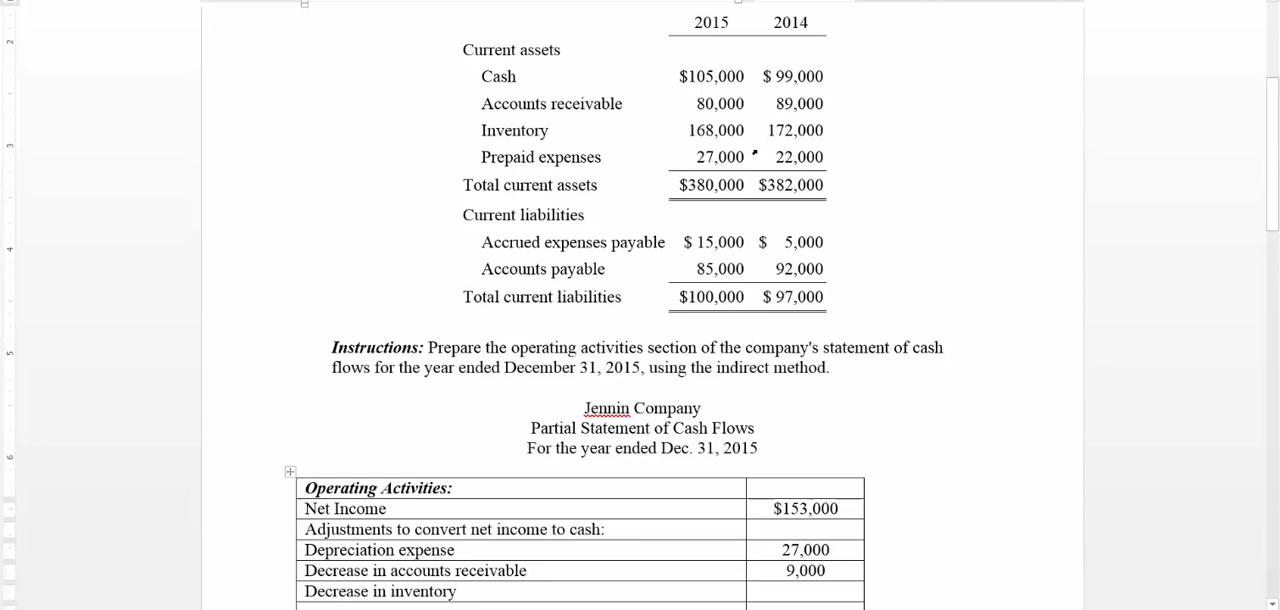 2015 2014
Current assets
Cash $105,000 $ 99,000
Accounts receivable 80,000 89,000
Inventory 168,000 172,000
Prepaid expenses 27,000 22,000
Total current assets $380,000 $382,000
Current liabilities
Accrued expenses payable $ 15,000 $ 5,000
Accounts payable 85,000 92,000
Total current liabilities $100,000 $ 97,000
Instructions: Prepare the operating activities section of the company's statement of cash
flows for the year ended December 31, 2015, using the indirect method.
Jennin Company
Partial Statement of Cash Flows
For the year ended Dec. 31, 2015
Operating Activities:
Net Income $153,000
Adjustments to convert net income to cash:
Depreciation expense 27,000
Decrease in accounts receivable 9,000
Decrease in inventory
2
3
4
5
6